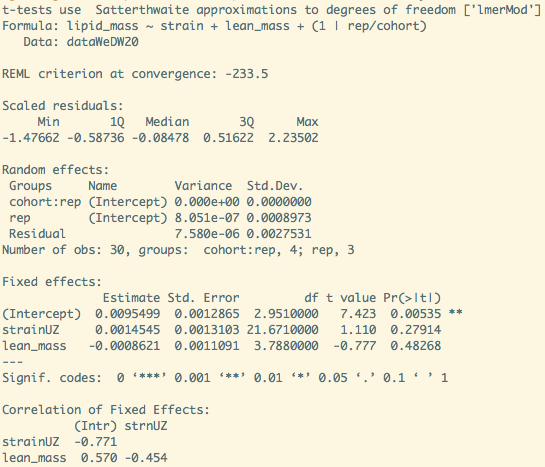 t-tests use  Satterthwaite approximations to degrees of freedom ['lmerMod']
Formula: lipid_mass ~ strain + lean_mass + (1 | rep/cohort)
   Data: dataWeDW20

REML criterion at convergence: -233.5

Scaled residuals:
     Min       1Q   Median       3Q      Max
-1.47662 -0.58736 -0.08478  0.51622  2.23502

Random effects:
 Groups     Name        Variance  Std.Dev.
 cohort:rep (Intercept) 0.000e+00 0.0000000
 rep        (Intercept) 8.051e-07 0.0008973
 Residual               7.580e-06 0.0027531
Number of obs: 30, groups:  cohort:rep, 4; rep, 3

Fixed effects:
              Estimate Std. Error         df t value Pr(>|t|)
(Intercept)  0.0095499  0.0012865  2.9510000   7.423  0.00535 **
strainUZ     0.0014545  0.0013103 21.6710000   1.110  0.27914
lean_mass   -0.0008621  0.0011091  3.7880000  -0.777  0.48268
---
Signif. codes:  0 ‘***’ 0.001 ‘**’ 0.01 ‘*’ 0.05 ‘.’ 0.1 ‘ ’ 1

Correlation of Fixed Effects:
          (Intr) strnUZ
strainUZ  -0.771
lean_mass  0.570 -0.454